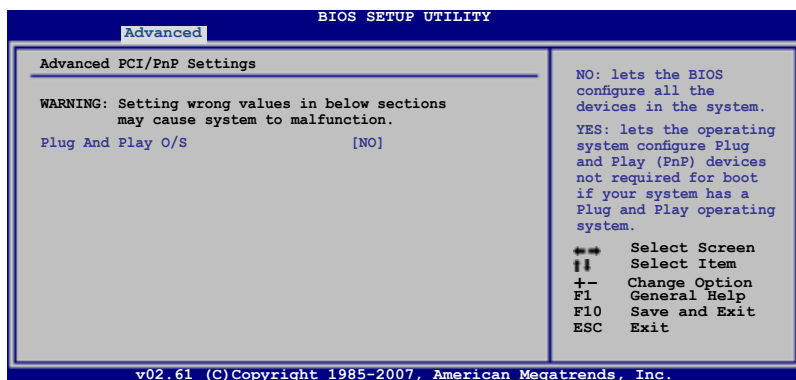 BIOS SETUP UTILITY
Advanced
Advanced PCI/PnP Settings
WARNING: Setting wrong values in below sections
may cause system to malfunction.
Plug And Play O/S [NO]
NO: lets the BIOS
configure all the
devices in the system.
YES: lets the operating
system configure Plug
and Play (PnP) devices
not required for boot
if your system has a
Plug and Play operating
system.
←→ Select Screen
↑↓ Select Item
+- Change Option
F1 General Help
F10 Save and Exit
ESC Exit
v02.61 (C)Copyright 1985-2007, American Megatrends, Inc.